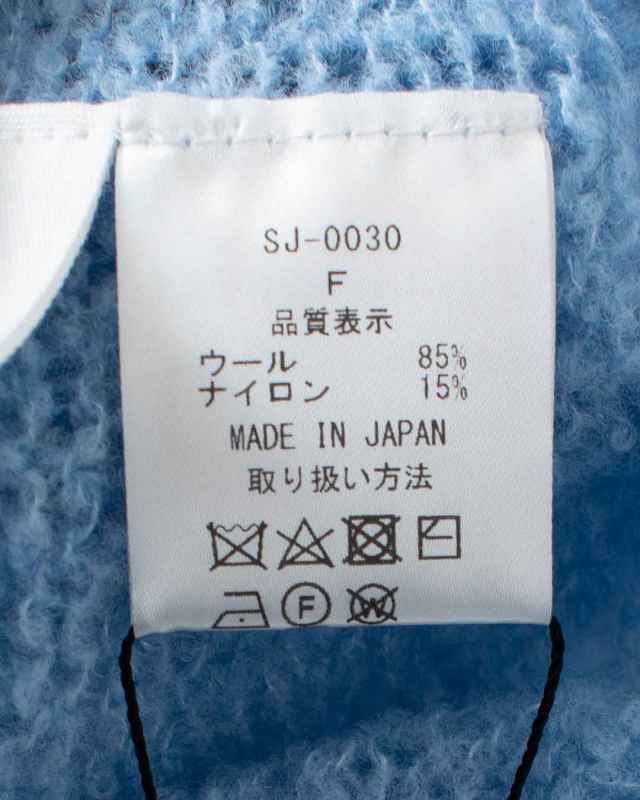 SJ-0030
F
品質表示
ウール 85%
ナイロン 15%
MADE IN JAPAN
取り扱い方法
F W